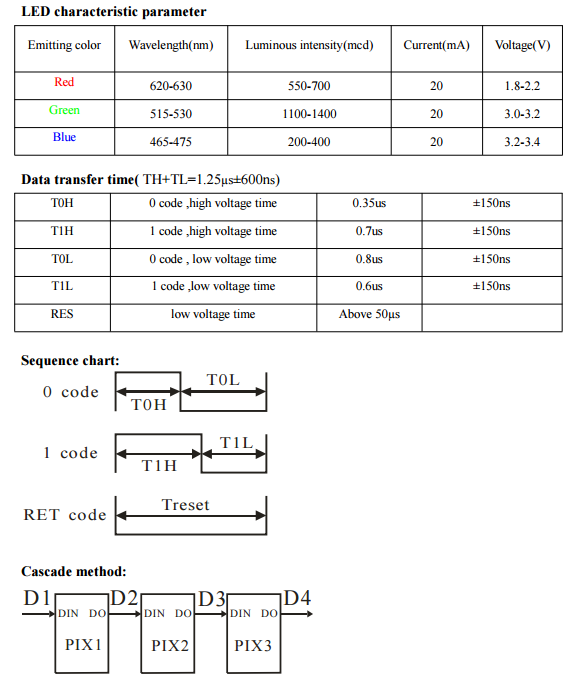 LED characteristic parameter
Emitting color Wavelength(nm) Luminous intensity(mcd) Current(mA) Voltage(V)
Red 620-630 550-700 20 1.8-2.2
Green 515-530 1100-1400 20 3.0-3.2
Blue 465-475 200-400 20 3.2-3.4
Data transfer time( TH+TL=1.25μs±600ns)
T0H 0 code ,high voltage time 0.35us ±150ns
T1H 1 code ,high voltage time 0.7us ±150ns
T0L 0 code , low voltage time 0.8us ±150ns
T1L 1 code ,low voltage time 0.6us ±150ns
RES low voltage time Above 50μs
Sequence chart:
0 code T0H T0L
1 code T1H T1L
RET code Treset
Cascade method:
D1 D2 D3 D4
DIN DO DIN DO DIN DO
PIX1 PIX2 PIX3